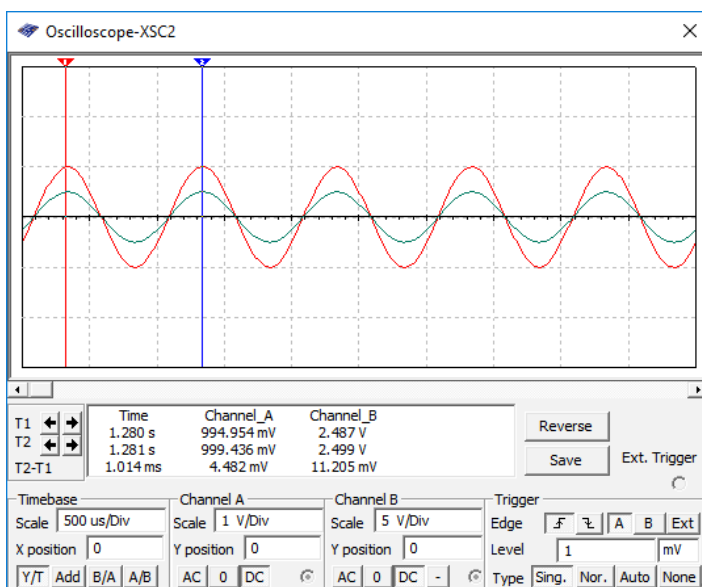 Oscilloscope-XSC2
1 2
Time Channel_A Channel_B
T1 1.280 s 994.954 mV 2.487 V
T2 1.281 s 999.436 mV 2.499 V
T2-T1 1.014 ms 4.482 mV 11.205 mV
Reverse
Save
Ext. Trigger
Timebase
Scale 500 us/Div
X position 0
Y/T Add B/A A/B
Channel A
Scale 1 V/Div
Y position 0
AC 0 DC
Channel B
Scale 5 V/Div
Y position 0
AC 0 DC -
Trigger
Edge A B Ext
Level 1 mV
Type Sing. Nor. Auto None